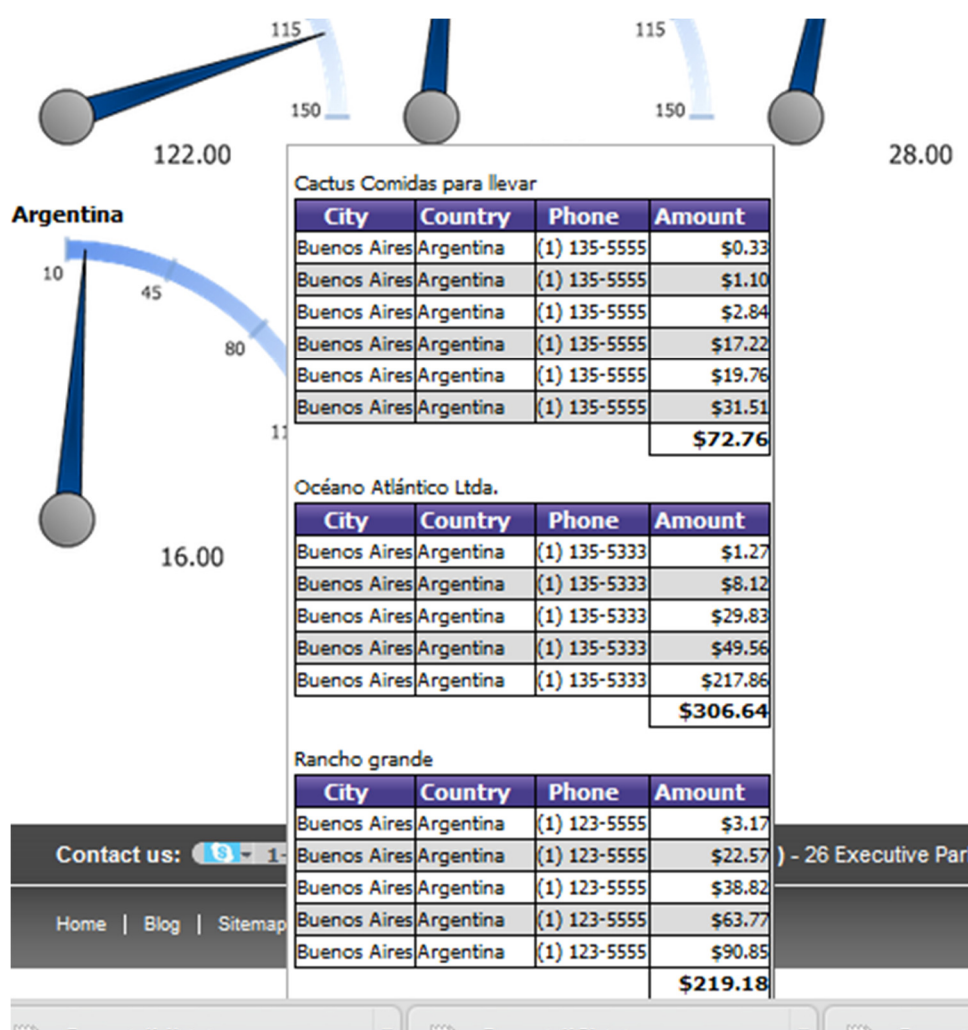 115
115
150
150
122.00
28.00
Argentina
10
45
80
11
16.00
Cactus Comidas para llevar
City Country Phone Amount
Buenos Aires Argentina (1) 135-5555 $0.33
Buenos Aires Argentina (1) 135-5555 $1.10
Buenos Aires Argentina (1) 135-5555 $2.84
Buenos Aires Argentina (1) 135-5555 $17.22
Buenos Aires Argentina (1) 135-5555 $19.76
Buenos Aires Argentina (1) 135-5555 $31.51
$72.76
Océano Atlántico Ltda.
City Country Phone Amount
Buenos Aires Argentina (1) 135-5333 $1.27
Buenos Aires Argentina (1) 135-5333 $8.12
Buenos Aires Argentina (1) 135-5333 $29.83
Buenos Aires Argentina (1) 135-5333 $49.56
Buenos Aires Argentina (1) 135-5333 $217.86
$306.64
Rancho grande
City Country Phone Amount
Buenos Aires Argentina (1) 123-5555 $3.17
Buenos Aires Argentina (1) 123-5555 $22.57
Buenos Aires Argentina (1) 123-5555 $38.82
Buenos Aires Argentina (1) 123-5555 $63.77
Buenos Aires Argentina (1) 123-5555 $90.85
$219.18
Contact us: S 1- ) - 26 Executive Par
Home | Blog | Sitemap